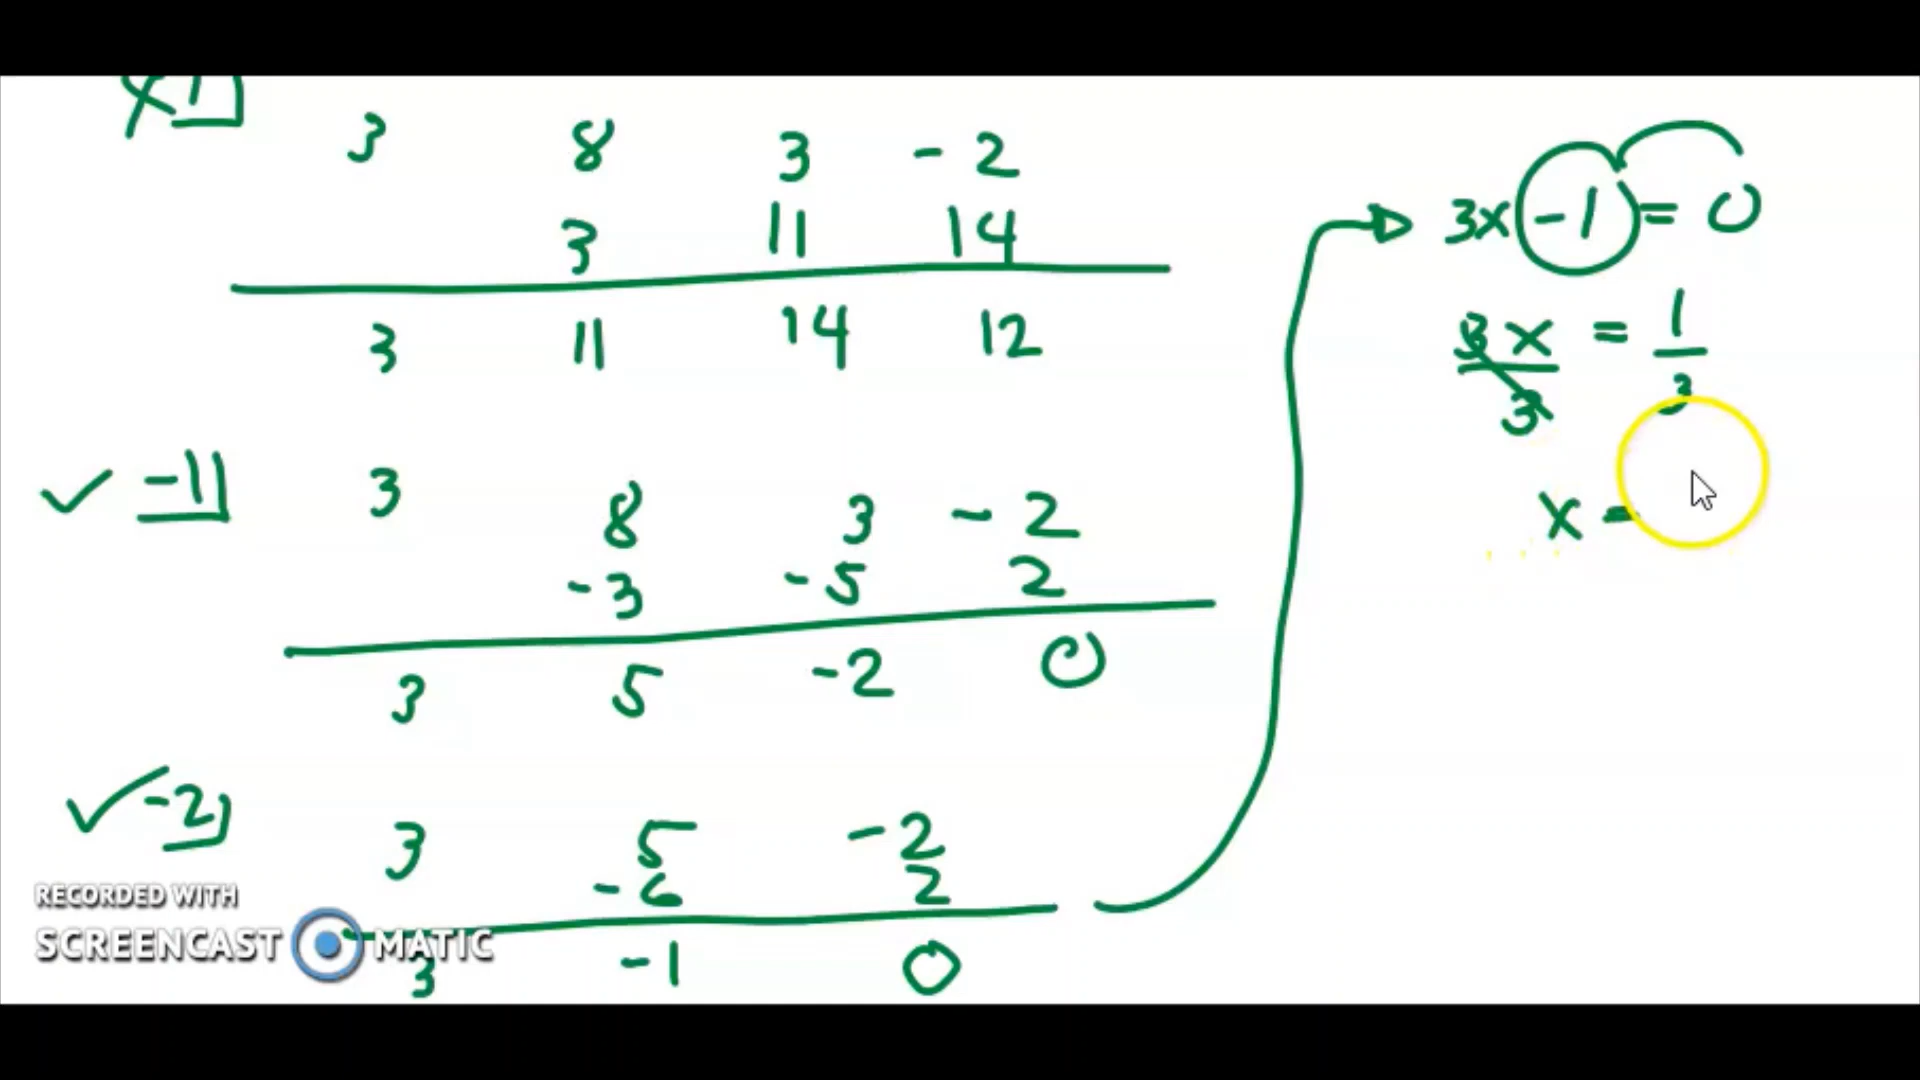 1
3 8 3 -2
3 11 14
3 11 14 12
✓ -1 3 8 3 -2
-3 -5 2
3 5 -2 0
✓ -2 3 5 -2
-6 2
3 -1 0
3x -1 = 0
3x = 1
3 3
x =
RECORDED WITH
SCREENCAST MATIC